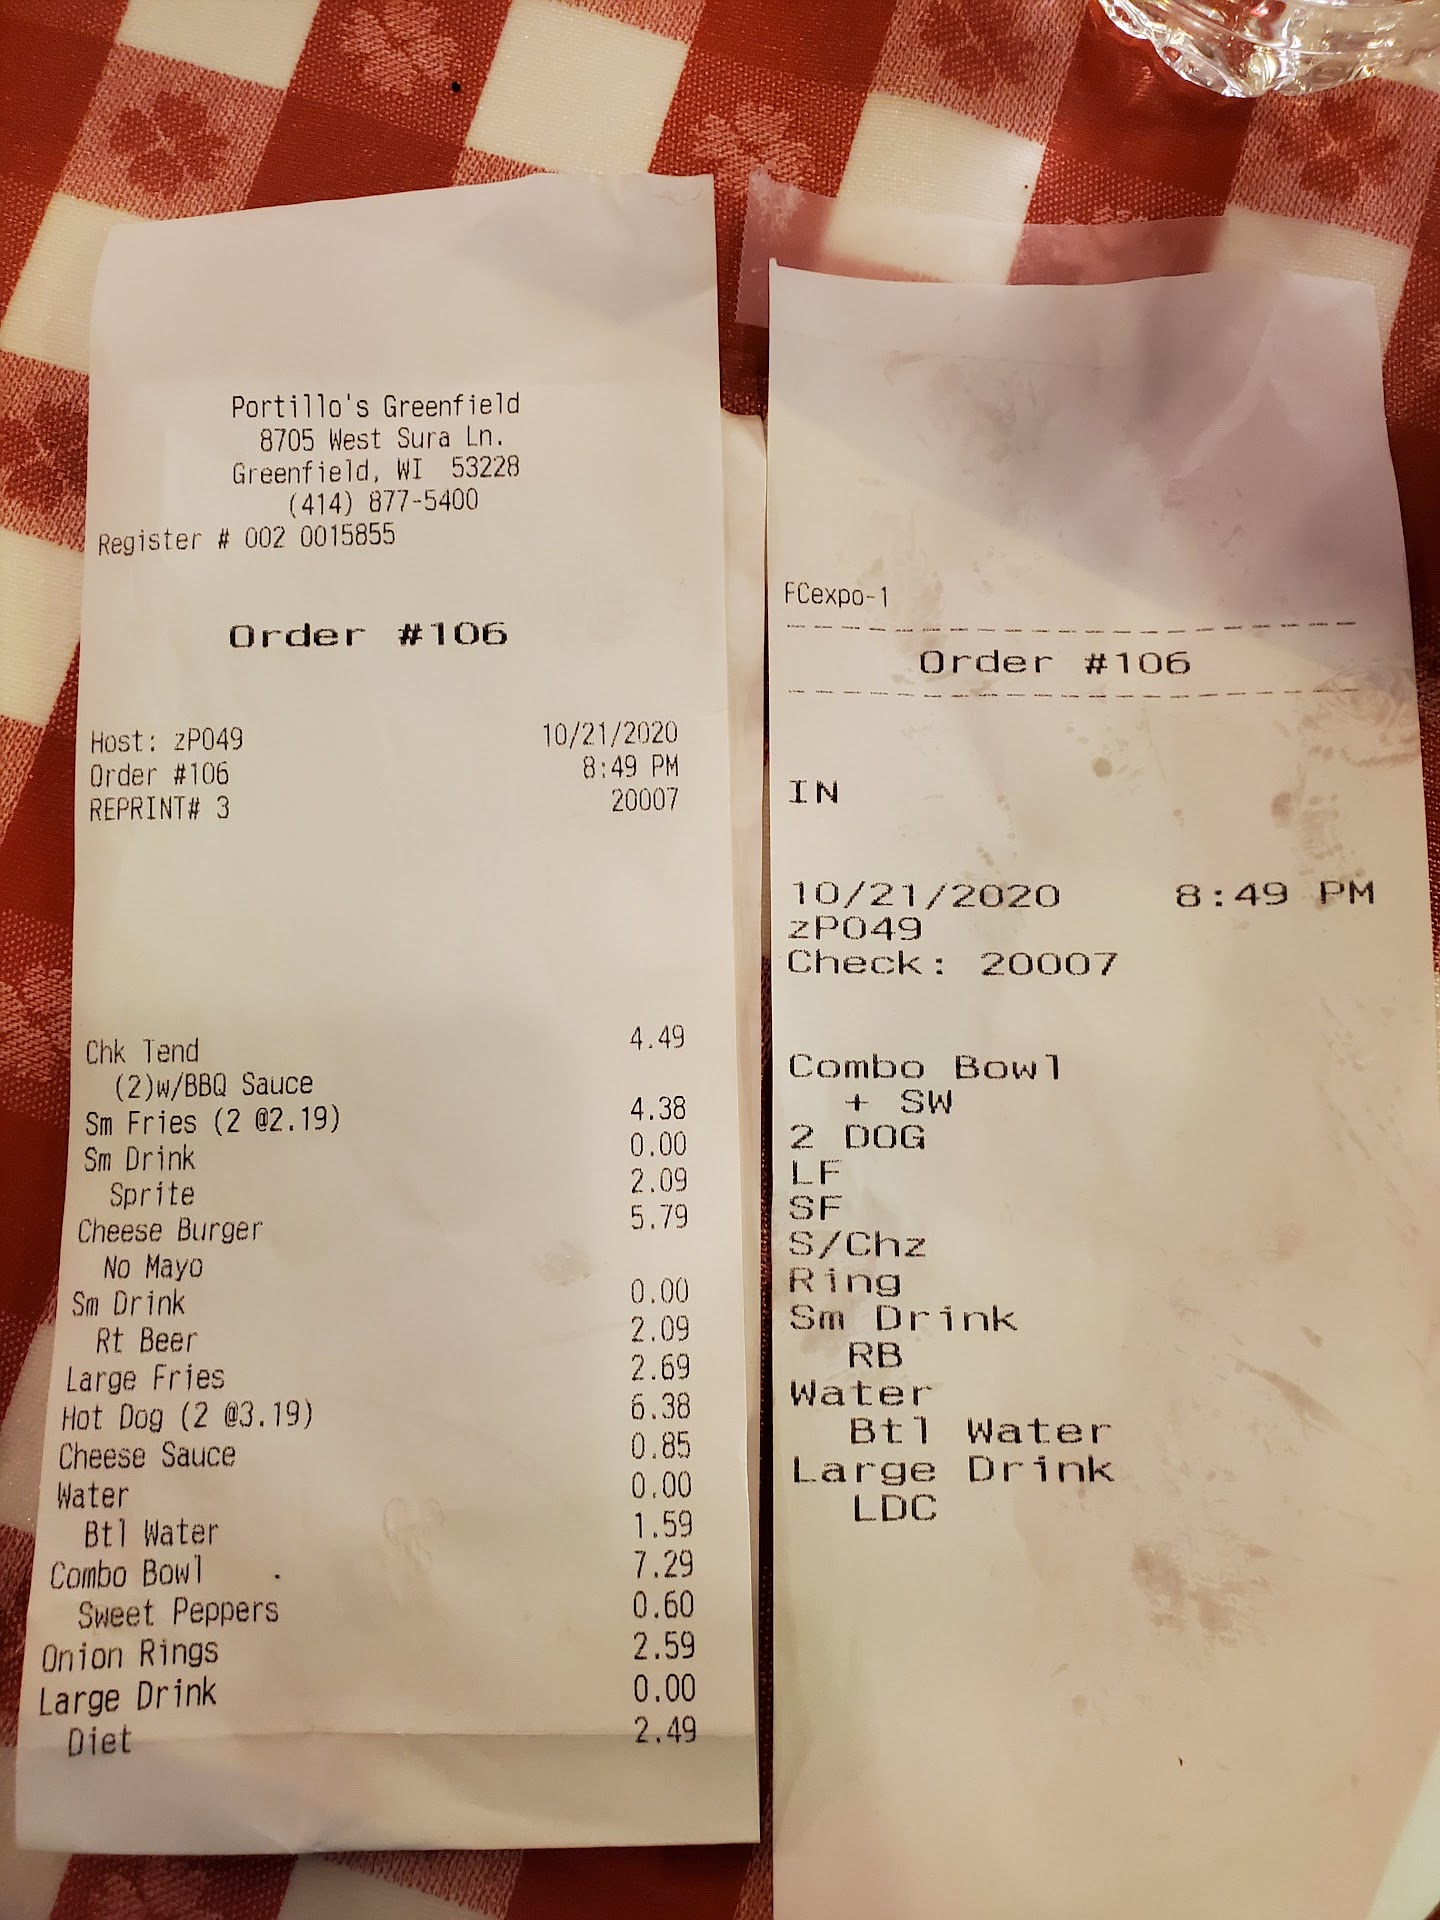 Portillo's Greenfield
8705 West Sura Ln.
Greenfield, WI 53228
(414) 877-5400
Register # 002 0015855
Order #106
Host: zP049 10/21/2020
Order #106 8:49 PM
REPRINT# 3 20007
Chk Tend 4.49
(2)w/BBQ Sauce
Sm Fries (2 @2.19) 4.38
Sm Drink 0.00
Sprite 2.09
Cheese Burger 5.79
No Mayo
Sm Drink 0.00
Rt Beer 2.09
Large Fries 2.69
Hot Dog (2 @3.19) 6.38
Cheese Sauce 0.85
Water 0.00
Btl Water 1.59
Combo Bowl 7.29
Sweet Peppers 0.60
Onion Rings 2.59
Large Drink 0.00
Diet 2.49
FCexpo-1
Order #106
IN
10/21/2020 8:49 PM
zP049
Check: 20007
Combo Bowl
+ SW
2 DOG
LF
SF
S/Chz
Ring
Sm Drink
RB
Water
Btl Water
Large Drink
LDC